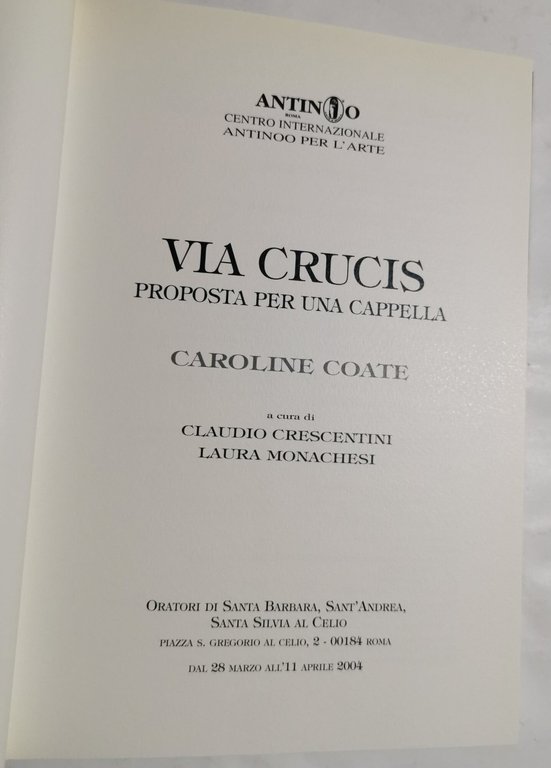 ANTINOO
ROMA
CENTRO INTERNAZIONALE
ANTINOO PER L'ARTE
VIA CRUCIS
PROPOSTA PER UNA CAPPELLA
CAROLINE COATE
a cura di
CLAUDIO CRESCENTINI
LAURA MONACHESI
ORATORI DI SANTA BARBARA, SANT'ANDREA,
SANTA SILVIA AL CELIO
PIAZZA S. GREGORIO AL CELIO, 2 - 00184 ROMA
DAL 28 MARZO ALL'11 APRILE 2004